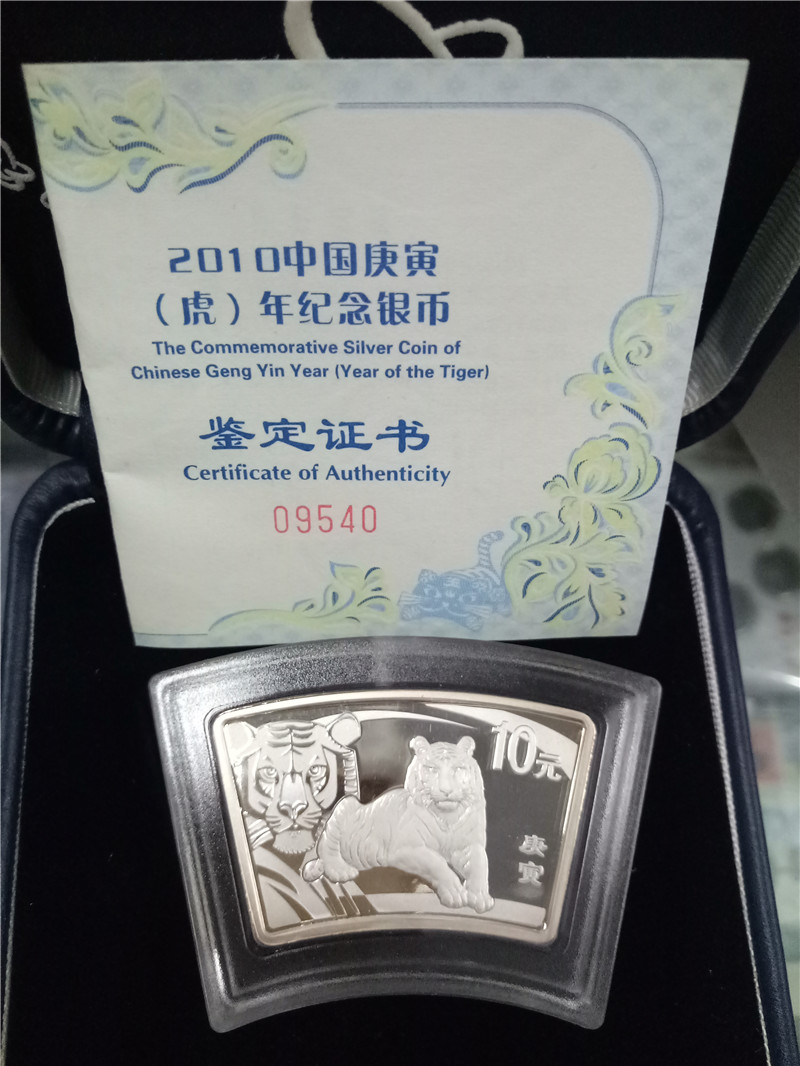 2010中国庚寅
（虎）年纪念银币
The Commemorative Silver Coin of
Chinese Geng Yin Year (Year of the Tiger)
鉴定证书
Certificate of Authenticity
09540
10元
庚
寅